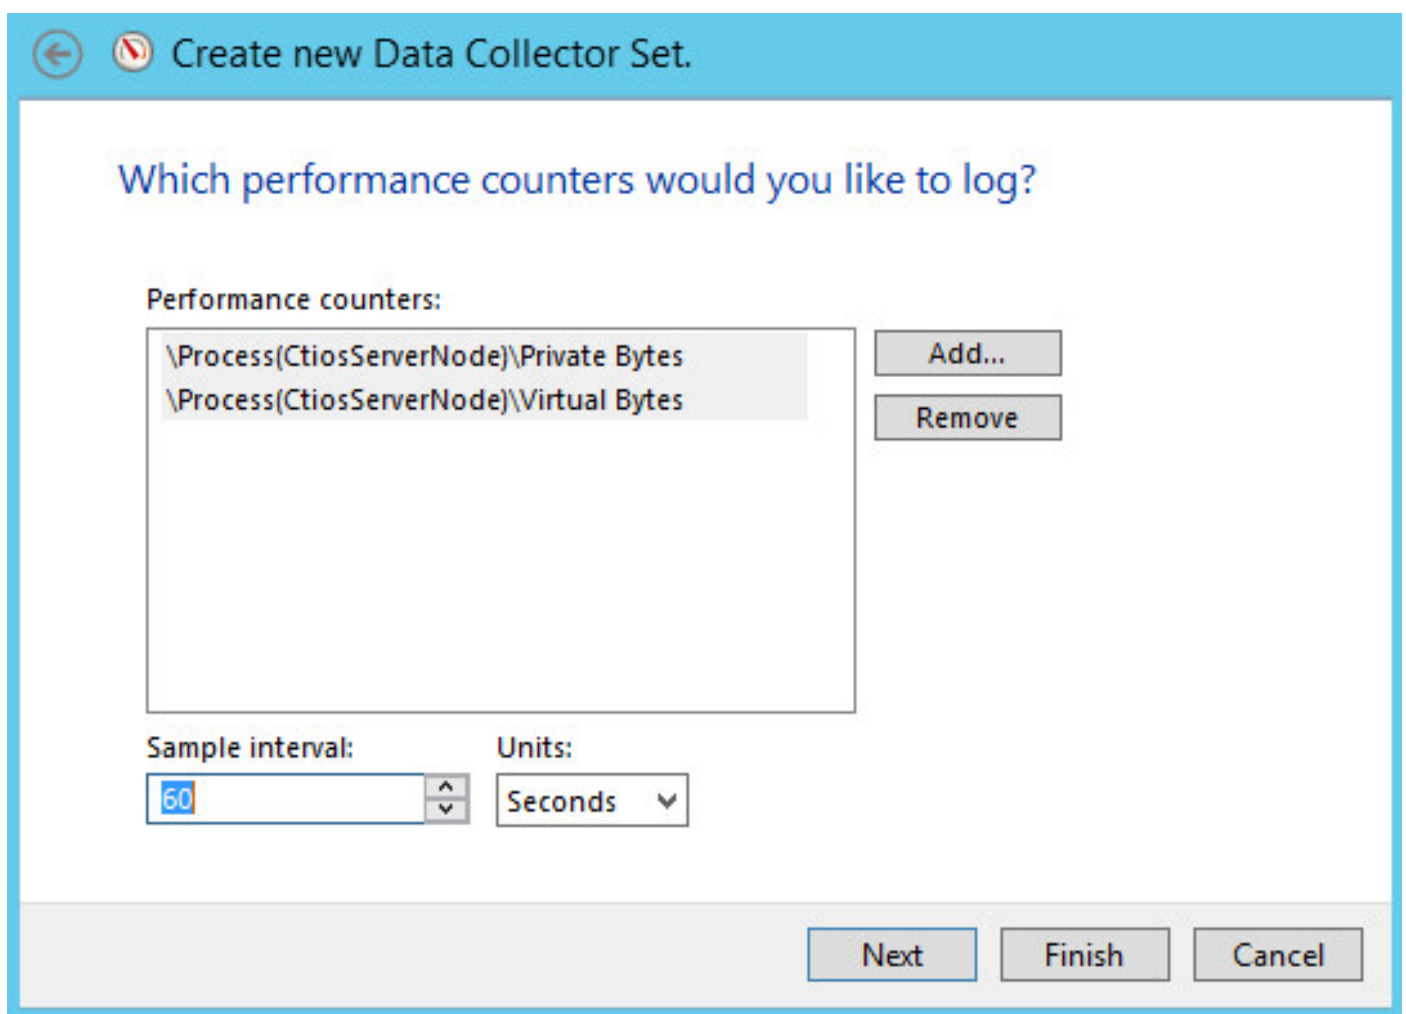 Create new Data Collector Set.
Which performance counters would you like to log?
Performance counters:
\Process(CtiosServerNode)\Private Bytes
\Process(CtiosServerNode)\Virtual Bytes
Add...
Remove
Sample interval:
Units:
60
Seconds
Next
Finish
Cancel